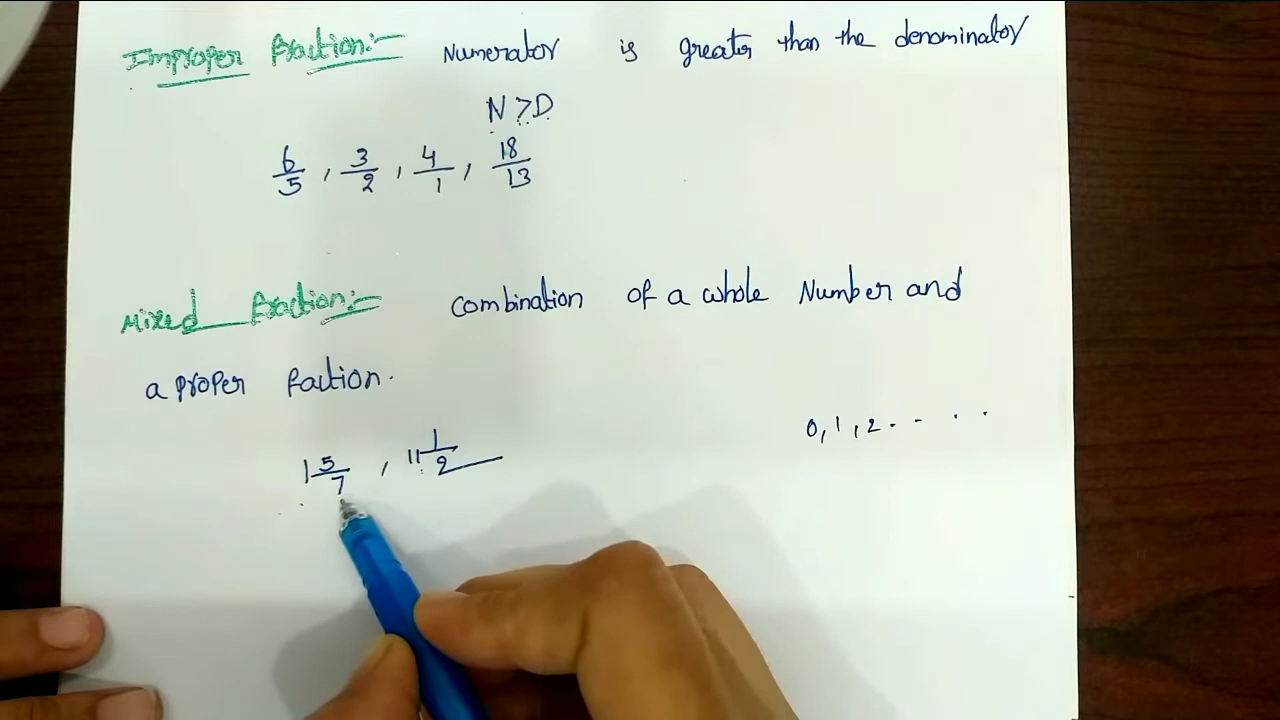 Improper fraction:- Numerator is greater than the denominator
N > D
6/5, 3/2, 4/1, 18/13
Mixed fraction:- combination of a whole Number and
a proper faction.
0, 1, 2 - - . .
1 5/7, 11 1/2